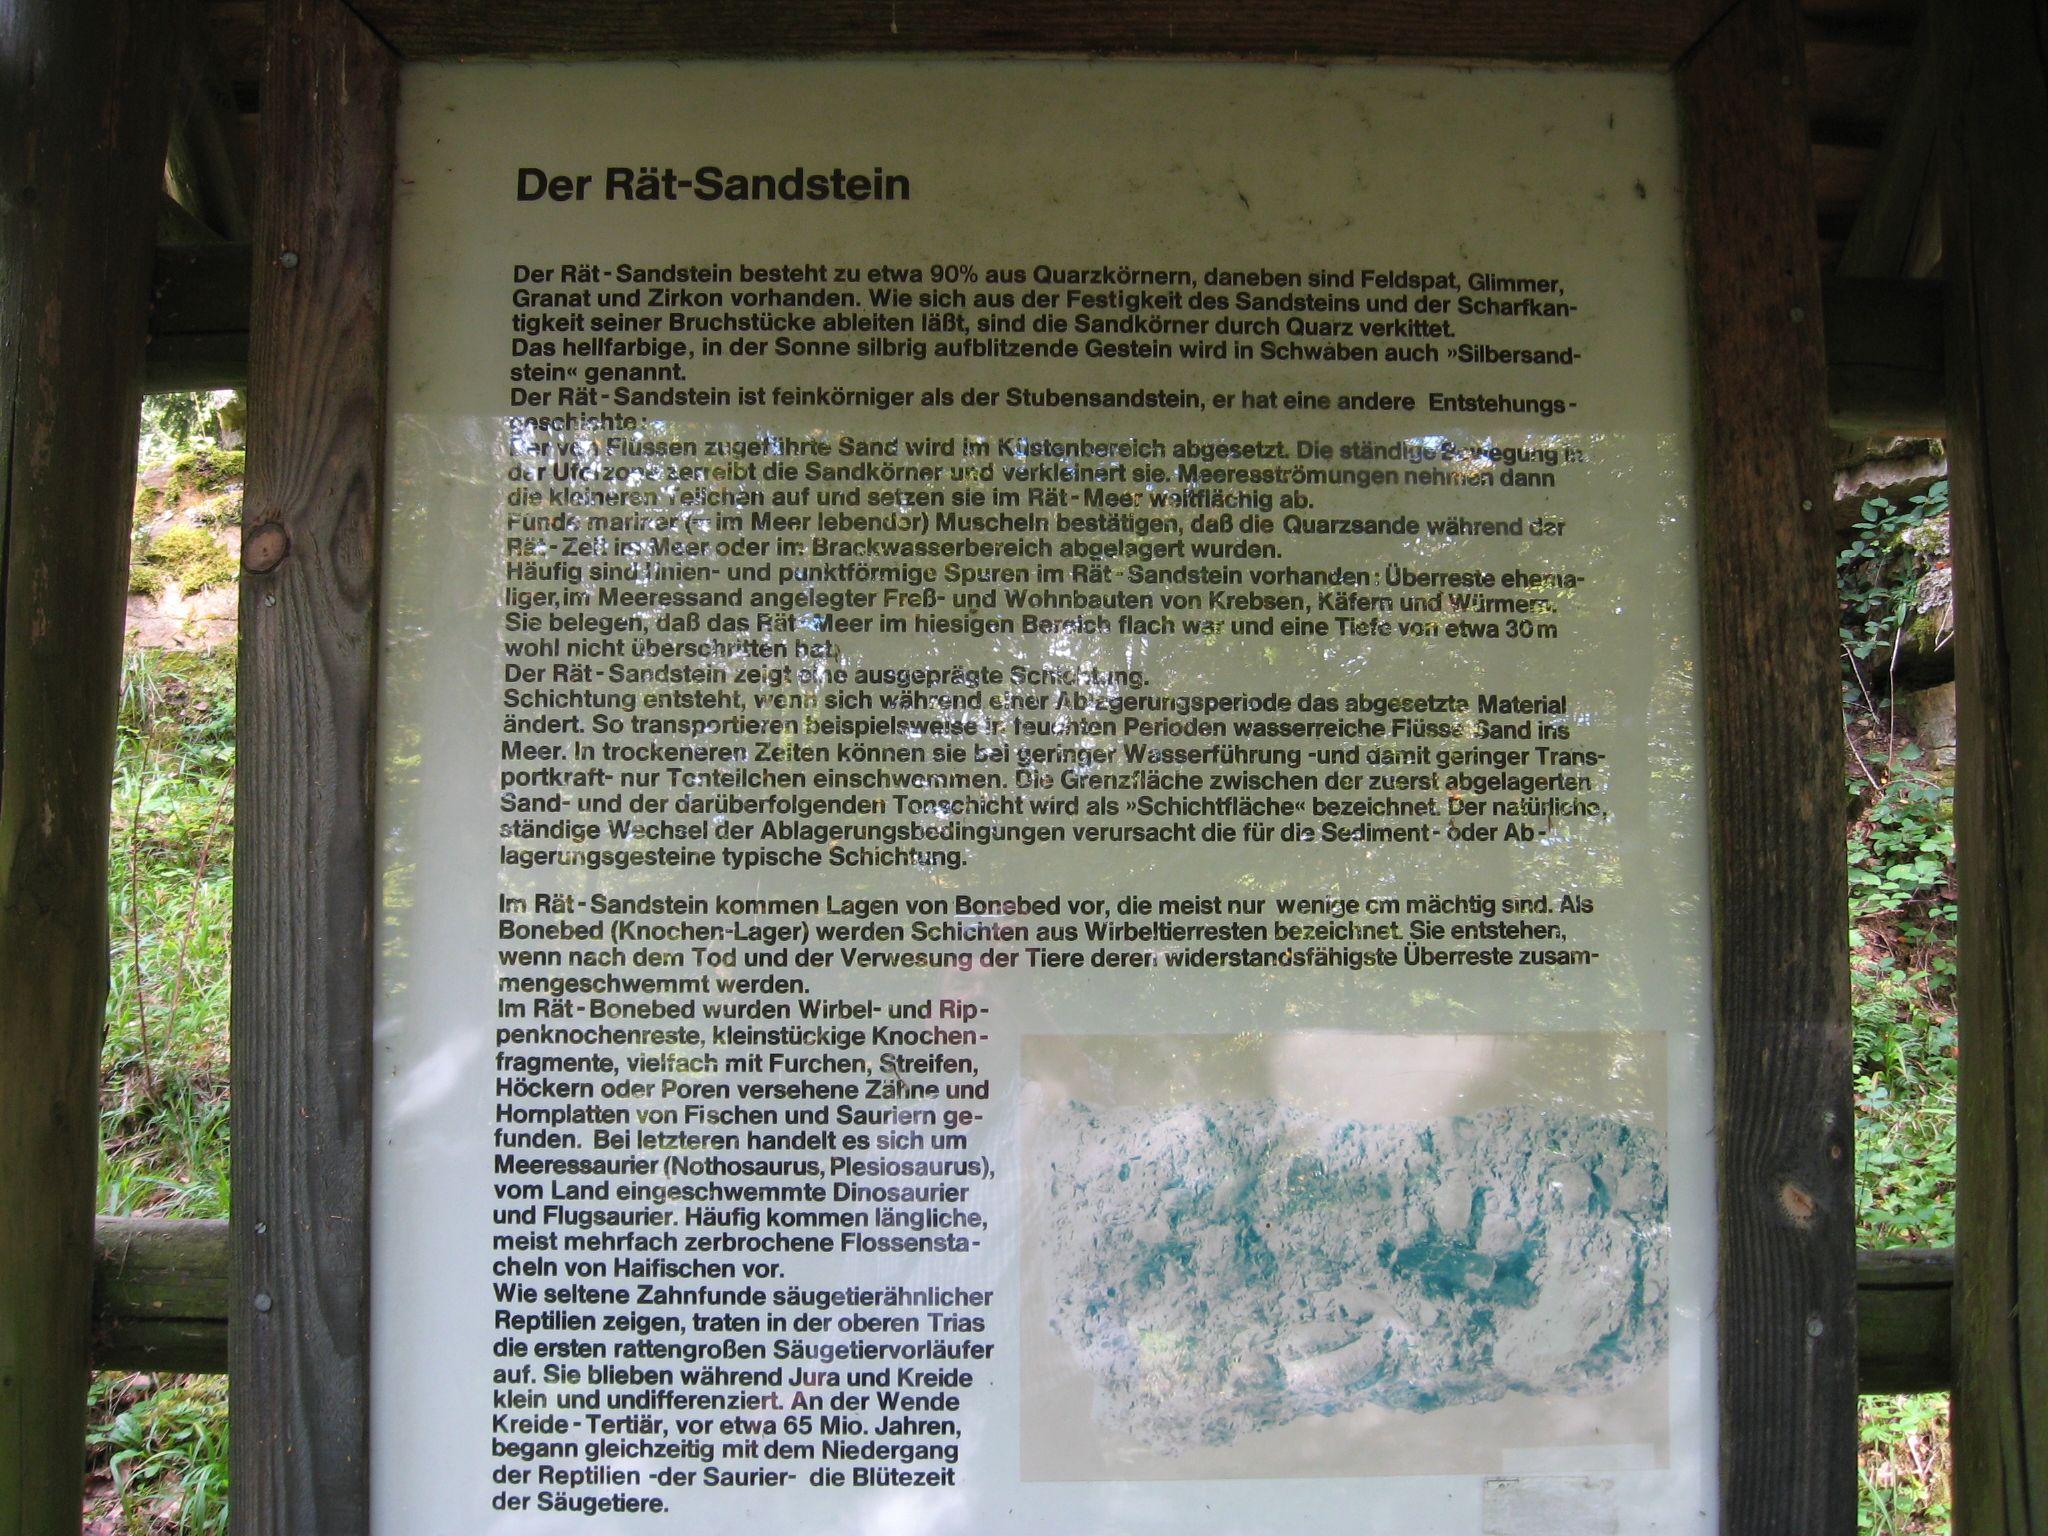 Der Rät-Sandstein
Der Rät-Sandstein besteht zu etwa 90% aus Quarzkörnern, daneben sind Feldspat, Glimmer,
Granat und Zirkon vorhanden. Wie sich aus der Festigkeit des Sandsteins und der Scharfkan-
tigkeit seiner Bruchstücke ableiten läßt, sind die Sandkörner durch Quarz verkittet.
Das hellfarbige, in der Sonne silbrig aufblitzende Gestein wird in Schwaben auch »Silbersand-
stein« genannt.
Der Rät-Sandstein ist feinkörniger als der Stubensandstein, er hat eine andere Entstehungs-
geschichte:
Der von Flüssen zugeführte Sand wird im Küstenbereich abgesetzt. Die ständige Bewegung in
der Uferzone zerreibt die Sandkörner und verkleinert sie. Meeresströmungen nehmen dann
die kleineren Teilchen auf und setzen sie im Rät-Meer weitflächig ab.
Funde mariner (= im Meer lebender) Muscheln bestätigen, daß die Quarzsande während der
Rät-Zeit im Meer oder im Brackwasserbereich abgelagert wurden.
Häufig sind linien- und punktförmige Spuren im Rät-Sandstein vorhanden: Überreste ehema-
liger, im Meeressand angelegter Freß- und Wohnbauten von Krebsen, Käfern und Würmern.
Sie belegen, daß das Rät-Meer im hiesigen Bereich flach war und eine Tiefe von etwa 30m
wohl nicht überschritten hat.
Der Rät-Sandstein zeigt eine ausgeprägte Schichtung.
Schichtung entsteht, wenn sich während einer Ablagerungsperiode das abgesetzte Material
ändert. So transportieren beispielsweise in feuchten Perioden wasserreiche Flüsse Sand ins
Meer. In trockeneren Zeiten können sie bei geringer Wasserführung -und damit geringer Trans-
portkraft- nur Tonteilchen einschwemmen. Die Grenzfläche zwischen der zuerst abgelagerten
Sand- und der darüberfolgenden Tonschicht wird als »Schichtfläche« bezeichnet. Der natürliche,
ständige Wechsel der Ablagerungsbedingungen verursacht die für die Sediment- oder Ab-
lagerungsgesteine typische Schichtung.
Im Rät-Sandstein kommen Lagen von Bonebed vor, die meist nur wenige cm mächtig sind. Als
Bonebed (Knochen-Lager) werden Schichten aus Wirbeltierresten bezeichnet. Sie entstehen,
wenn nach dem Tod und der Verwesung der Tiere deren widerstandsfähigste Überreste zusam-
mengeschwemmt werden.
Im Rät-Bonebed wurden Wirbel- und Rip-
penknochenreste, kleinstückige Knochen-
fragmente, vielfach mit Furchen, Streifen,
Höckern oder Poren versehene Zähne und
Hornplatten von Fischen und Sauriern ge-
funden. Bei letzteren handelt es sich um
Meeressaurier (Nothosaurus, Plesiosaurus),
vom Land eingeschwemmte Dinosaurier
und Flugsaurier. Häufig kommen längliche,
meist mehrfach zerbrochene Flossensta-
cheln von Haifischen vor.
Wie seltene Zahnfunde säugetierähnlicher
Reptilien zeigen, traten in der oberen Trias
die ersten rattengroßen Säugetiervorläufer
auf. Sie blieben während Jura und Kreide
klein und undifferenziert. An der Wende
Kreide-Tertiär, vor etwa 65 Mio. Jahren,
begann gleichzeitig mit dem Niedergang
der Reptilien -der Saurier- die Blütezeit
der Säugetiere.